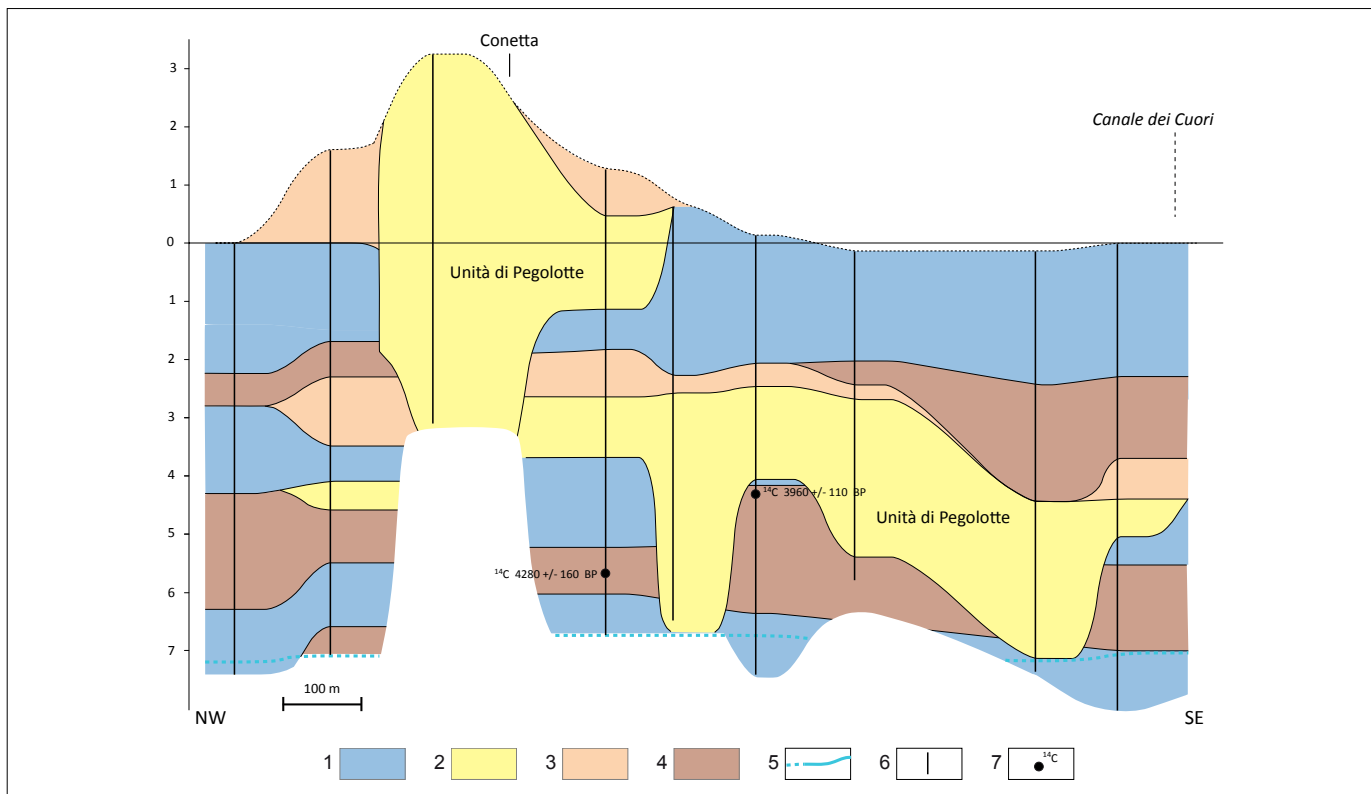 Conetta
Canale dei Cuori
3
2
1
0
1
2
3
4
5
6
7
Unità di Pegolotte
¹⁴C 3960 +/- 110 BP
Unità di Pegolotte
¹⁴C 4280 +/- 160 BP
100 m
NW
SE
1
2
3
4
5
6
7
¹⁴C